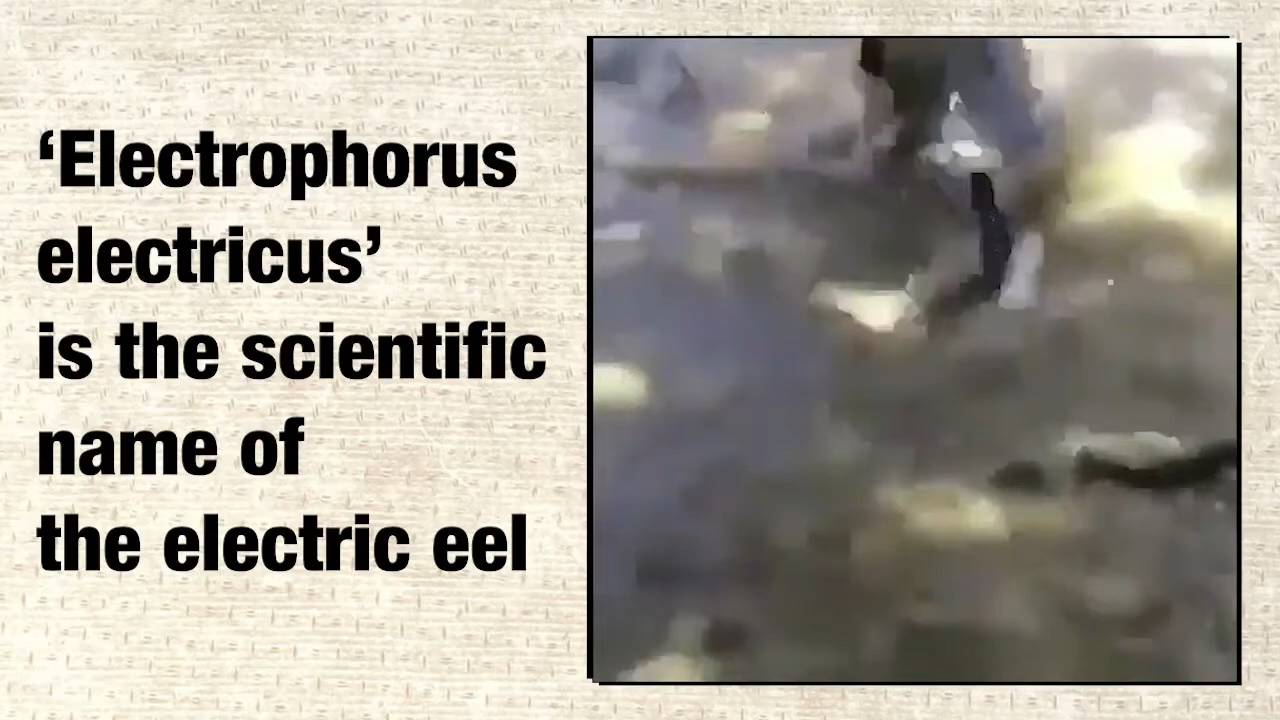 ‘Electrophorus
electricus’
is the scientific
name of
the electric eel